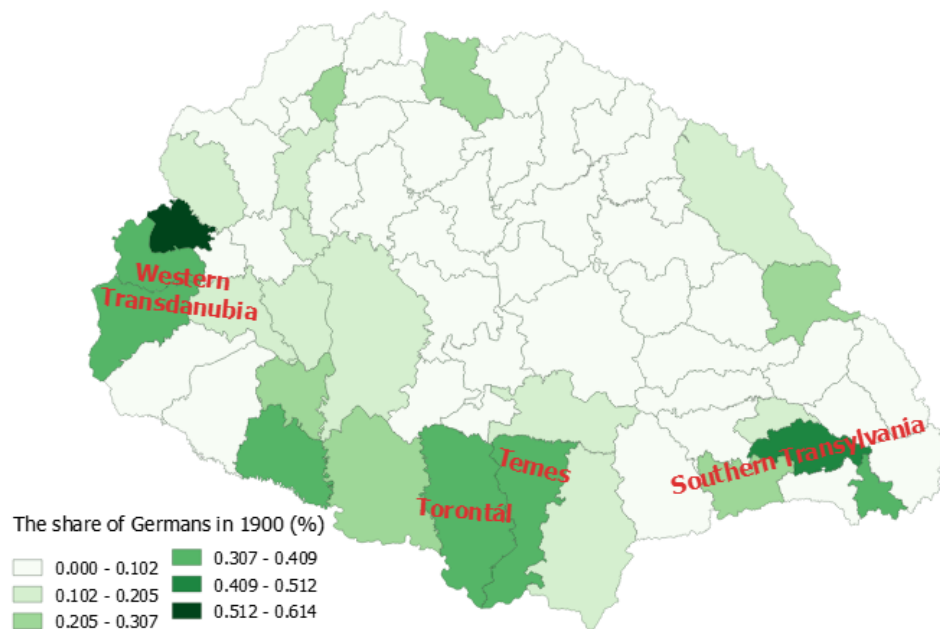 Western
Transdanubia
Temes
Torontál
Southern Transylvania
The share of Germans in 1900 (%)
0.000 - 0.102
0.102 - 0.205
0.205 - 0.307
0.307 - 0.409
0.409 - 0.512
0.512 - 0.614